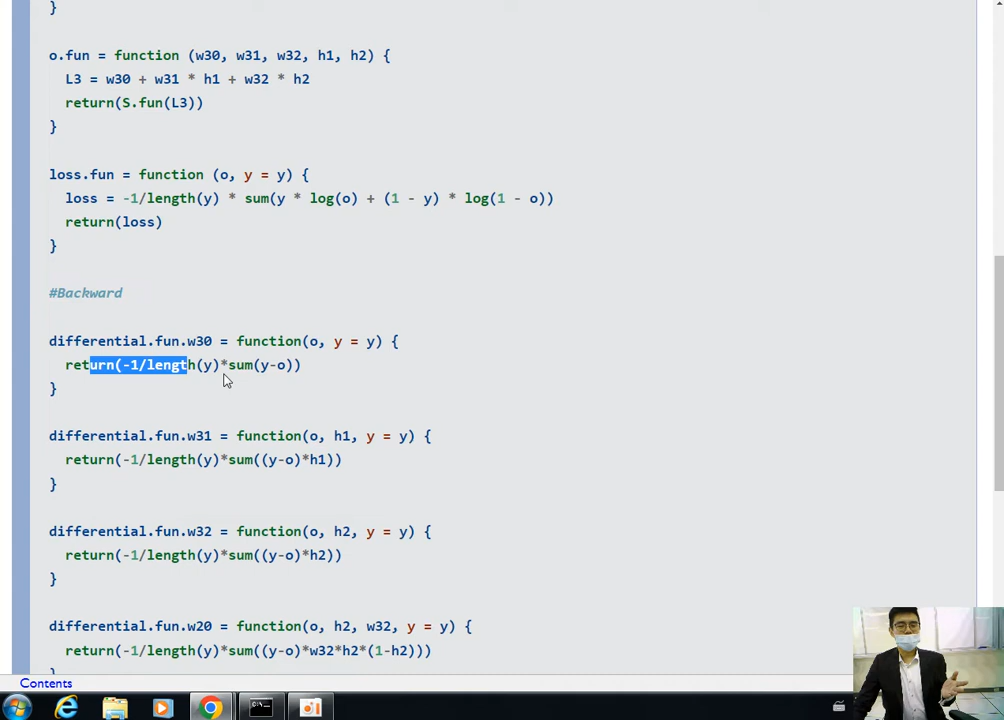 }
o.fun = function (w30, w31, w32, h1, h2) {
L3 = w30 + w31 * h1 + w32 * h2
return(S.fun(L3))
}
loss.fun = function (o, y = y) {
loss = -1/length(y) * sum(y * log(o) + (1 - y) * log(1 - o))
return(loss)
}
#Backward
differential.fun.w30 = function(o, y = y) {
return(-1/length(y)*sum(y-o))
}
differential.fun.w31 = function(o, h1, y = y) {
return(-1/length(y)*sum((y-o)*h1))
}
differential.fun.w32 = function(o, h2, y = y) {
return(-1/length(y)*sum((y-o)*h2))
}
differential.fun.w20 = function(o, h2, w32, y = y) {
return(-1/length(y)*sum((y-o)*w32*h2*(1-h2)))
Contents